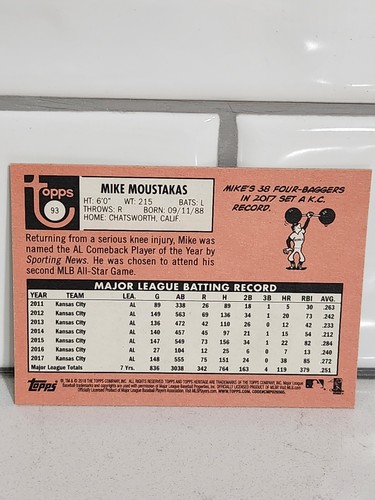 topps
93
MIKE MOUSTAKAS
HT: 6'0" WT: 215 BATS: L
THROWS: R BORN: 09/11/88
HOME: CHATSWORTH, CALIF.
MIKE'S 38 FOUR-BAGGERS
IN 2017 SET A K.C.
RECORD.
Returning from a serious knee injury, Mike was
named the AL Comeback Player of the Year by
Sporting News. He was chosen to attend his
second MLB All-Star Game.
MAJOR LEAGUE BATTING RECORD
YEAR TEAM LEA. G AB R H 2B 3B HR RBI AVG.
2011 Kansas City AL 89 338 26 89 18 1 5 30 .263
2012 Kansas City AL 149 563 69 136 34 1 20 73 .242
2013 Kansas City AL 136 472 42 110 26 0 12 42 .233
2014 Kansas City AL 140 457 45 97 21 1 15 54 .212
2015 Kansas City AL 147 549 73 156 34 1 22 82 .284
2016 Kansas City AL 27 104 12 25 6 0 7 13 .240
2017 Kansas City AL 148 555 75 151 24 0 38 85 .272
Major League Totals 7 Yrs. 836 3038 342 764 163 4 119 379 .251
Topps